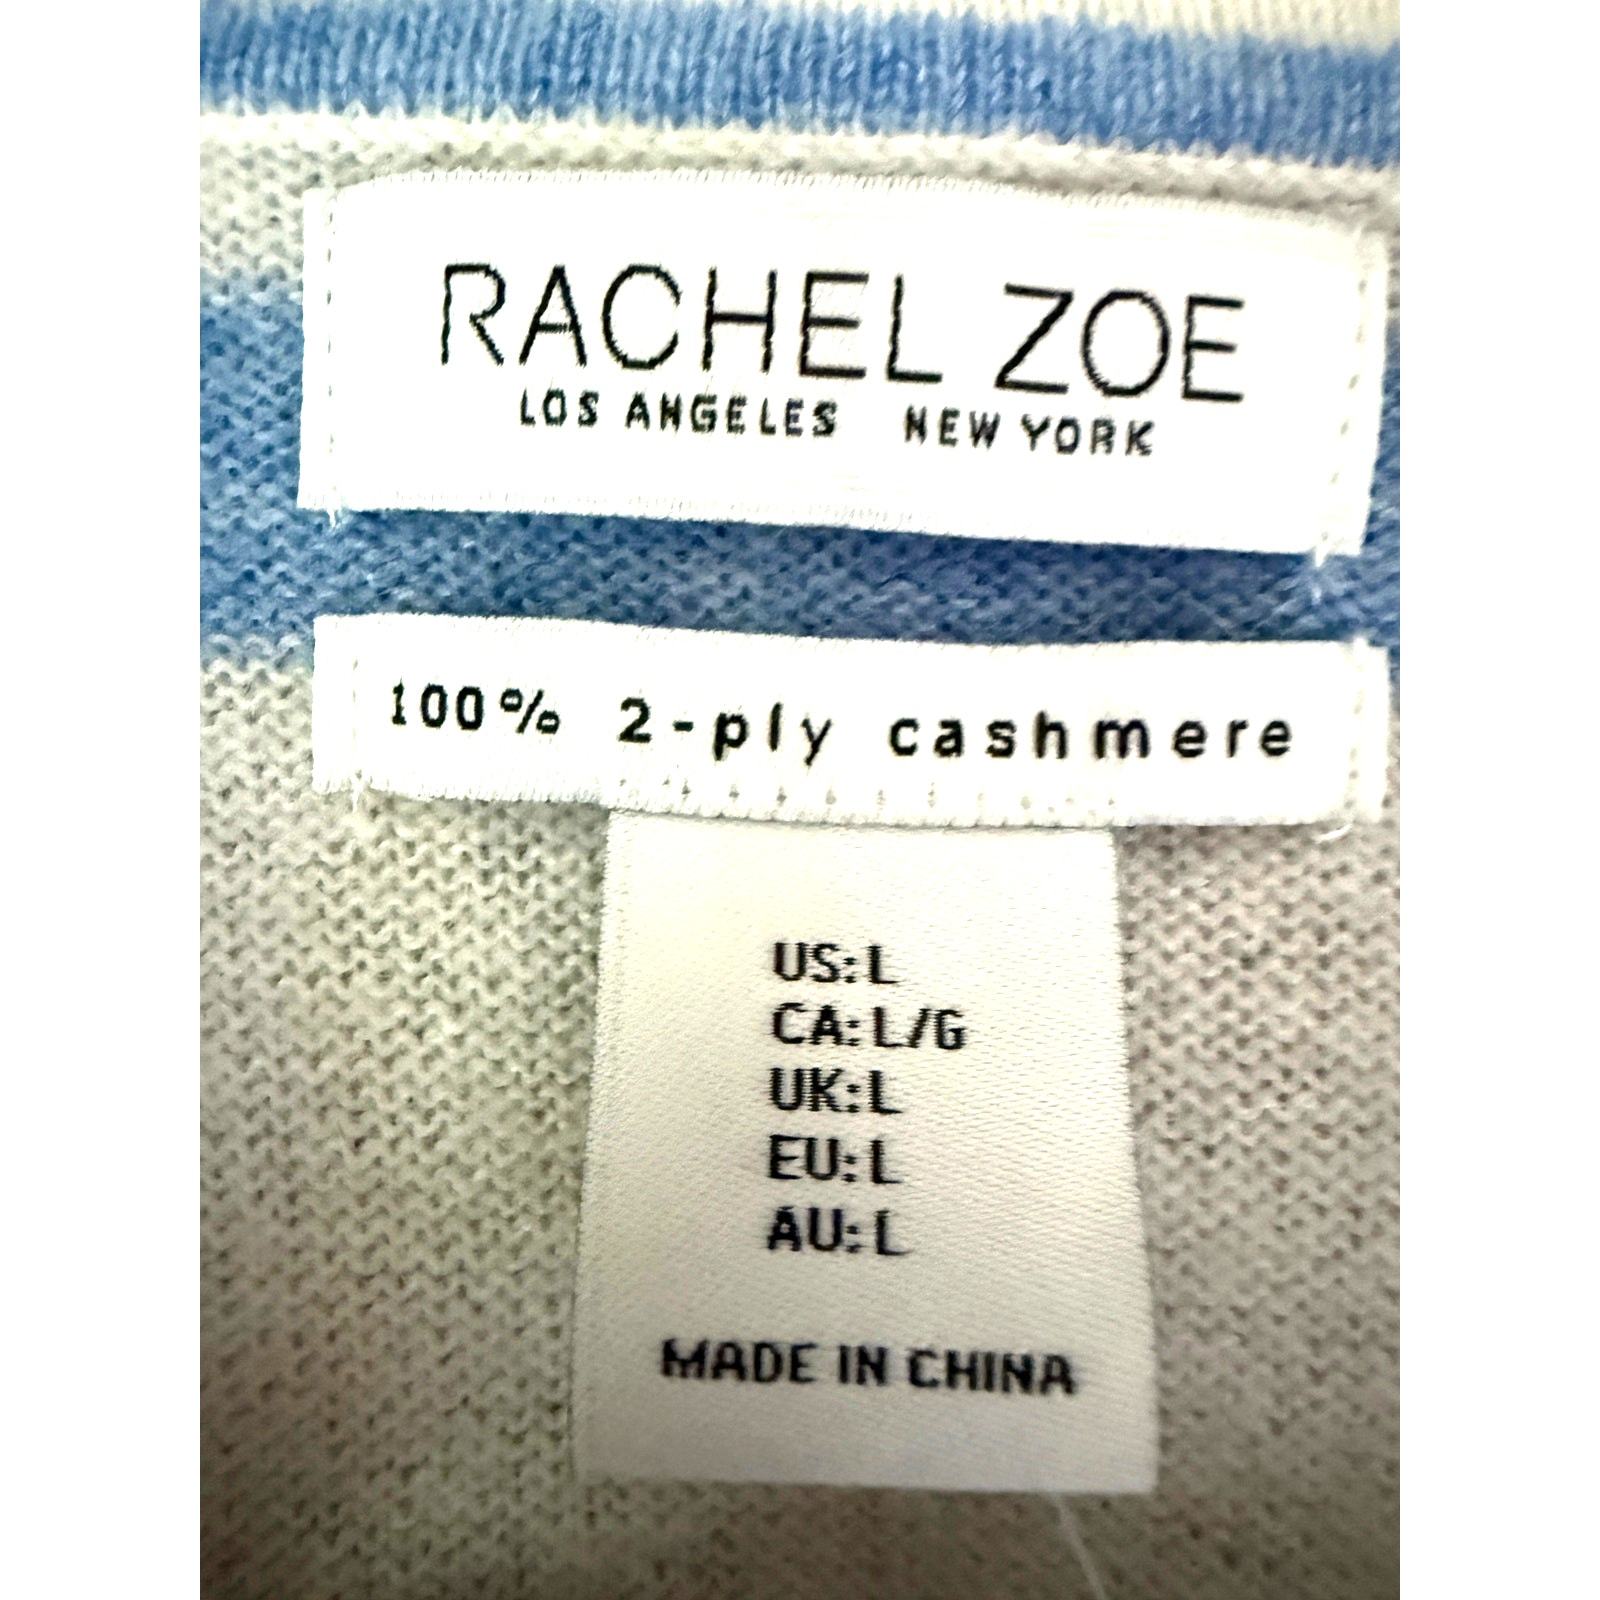 RACHEL ZOE
LOS ANGELES NEW YORK
100% 2-ply cashmere
US: L
CA: L/G
UK: L
EU: L
AU: L
MADE IN CHINA